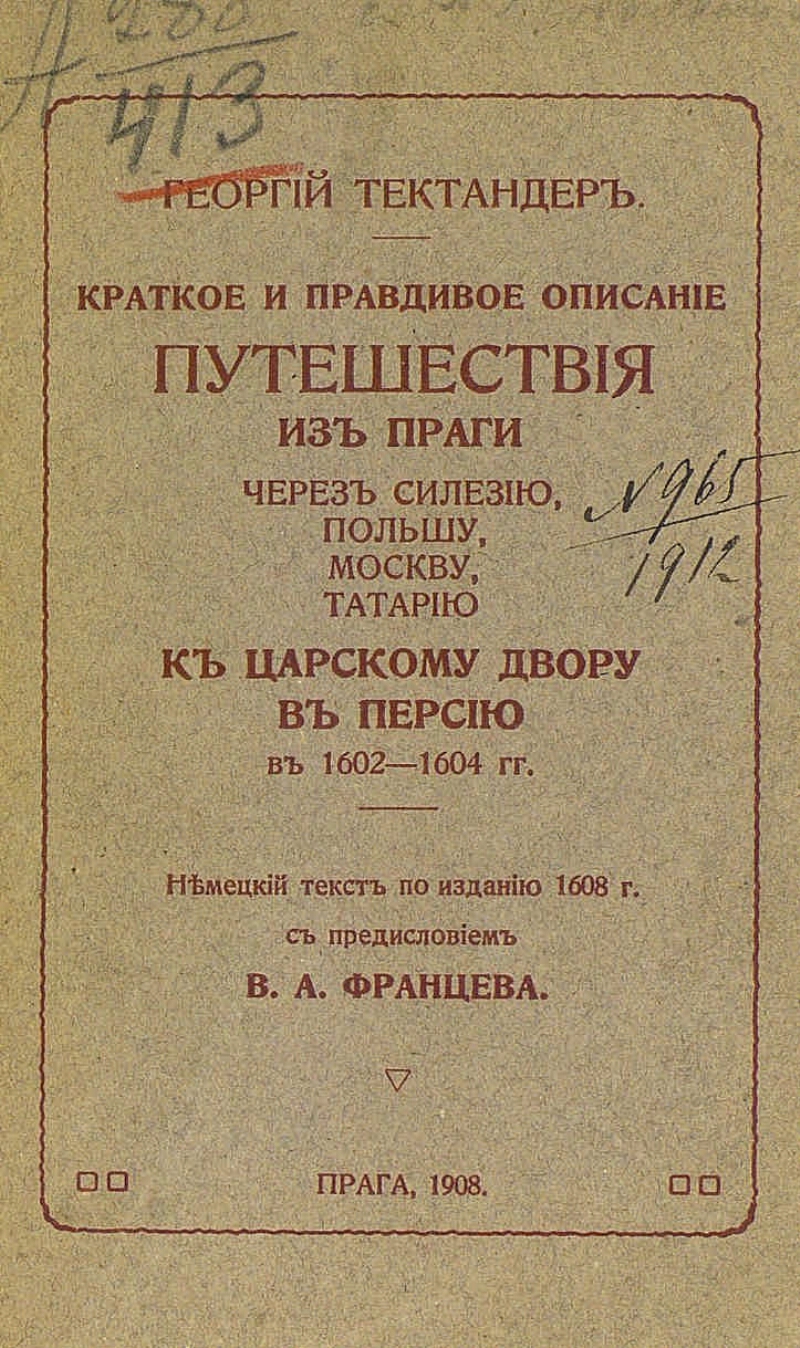 200
413
ГЕОРГІЙ ТЕКТАНДЕРЪ.
КРАТКОЕ И ПРАВДИВОЕ ОПИСАНІЕ
ПУТЕШЕСТВІЯ
ИЗЪ ПРАГИ
ЧЕРЕЗЪ СИЛЕЗІЮ,
ПОЛЬШУ,
МОСКВУ,
ТАТАРІЮ
№ 965
1912
КЪ ЦАРСКОМУ ДВОРУ
ВЪ ПЕРСІЮ
въ 1602—1604 гг.
Нѣмецкій текстъ по изданію 1608 г.
съ предисловіемъ
В. А. ФРАНЦЕВА.
ПРАГА, 1908.